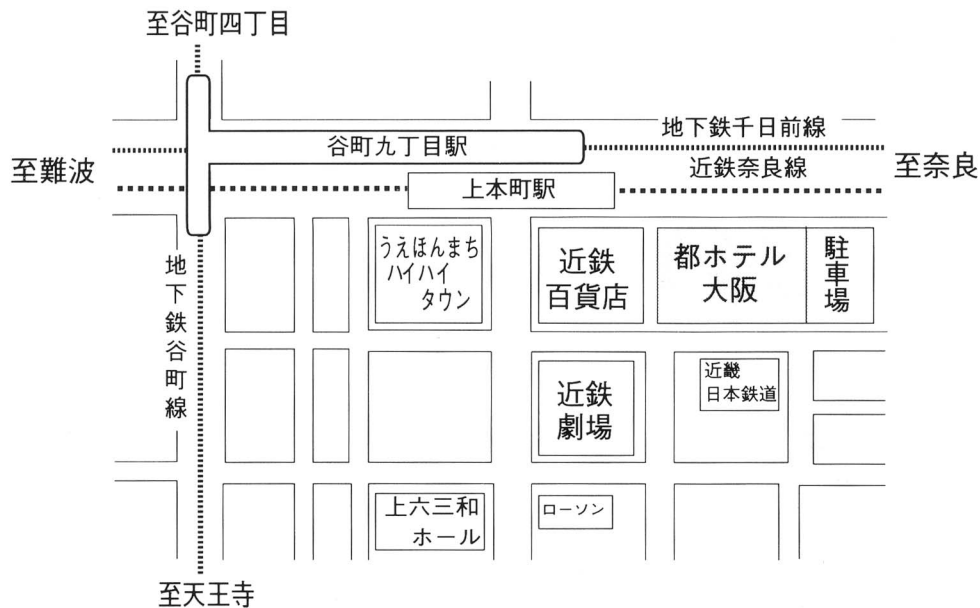 至谷町四丁目
地下鉄千日前線
谷町九丁目駅
至難波
近鉄奈良線
至奈良
上本町駅
うえほんまち
ハイハイ
タウン
近鉄
百貨店
都ホテル
大阪
駐車場
地下鉄谷町線
近鉄
劇場
近畿
日本鉄道
上六三和
ホール
ローソン
至天王寺